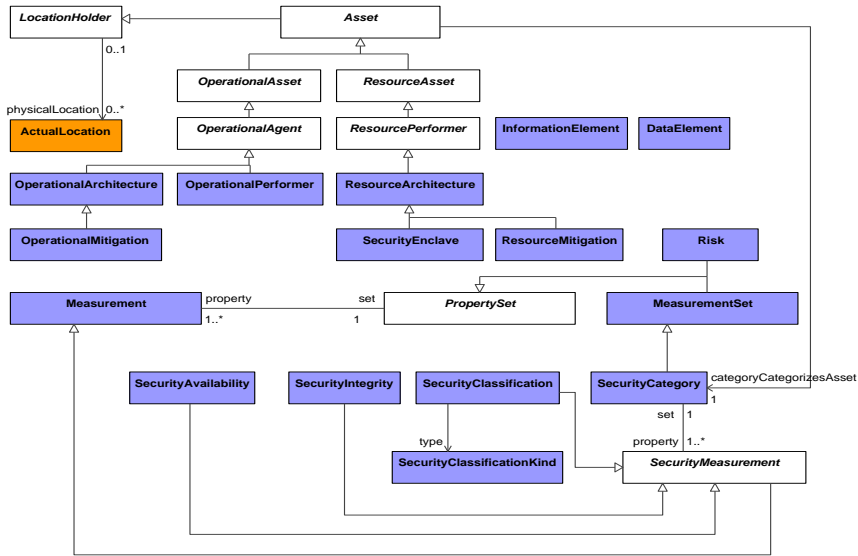 LocationHolder
Asset
0..1
OperationalAsset
ResourceAsset
physicalLocation
0..*
ActualLocation
OperationalAgent
ResourcePerformer
InformationElement
DataElement
OperationalArchitecture
OperationalPerformer
ResourceArchitecture
OperationalMitigation
SecurityEnclave
ResourceMitigation
Risk
Measurement
property
set
PropertySet
MeasurementSet
1..*
1
SecurityAvailability
SecurityIntegrity
SecurityClassification
SecurityCategory
categoryCategorizesAsset
1
set
1
type
property
1..*
SecurityClassificationKind
SecurityMeasurement